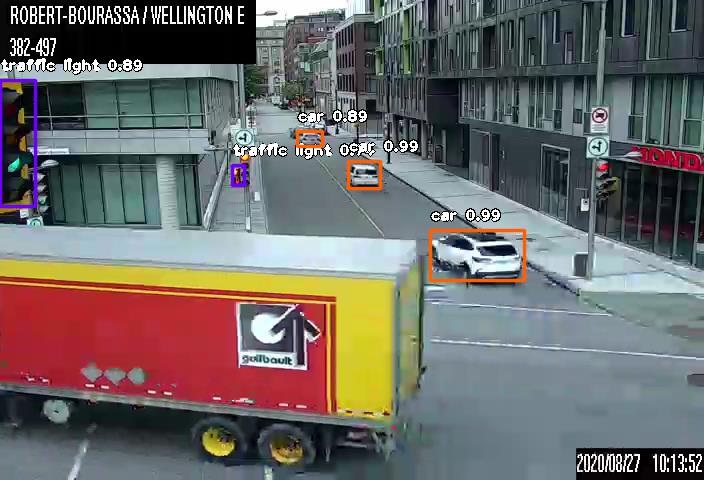 ROBERT-BOURASSA / WELLINGTON E
382-497
traffic light 0.89
car 0.89
traffic light 0.
car 0.99
car 0.99
HONDA
guilbault
2020/08/27 10:13:52